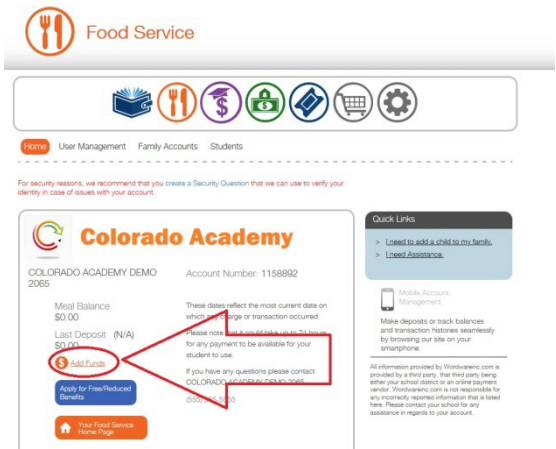 Food Service
Home User Management Family Accounts Students
For security reasons, we recommend that you create a Security Question that we can use to verify your
identity in case of issues with your account.
Colorado Academy
COLORADO ACADEMY DEMO
2065
Account Number: 1158892
Meal Balance
$0.00
Last Deposit (N/A)
$0.00
Add Funds
Apply for Free/Reduced
Benefits
Your Food Service
Home Page
These dates reflect the most current date on
which any charge or transaction occurred.
Please note that it could take up to 24 hours
for any payment to be available for your
student to use.
If you have any questions please contact
COLORADO ACADEMY DEMO 2065
(555)
Quick Links
> I need to add a child to my family.
> I need Assistance.
Mobile Account
Management
Make deposits or track balances
and transaction histories seamlessly
by browsing our site on your
smartphone.
All information provided by Wordwareinc.com is
provided by a third party, that third party being
either your school district or an online payment
vendor. Wordwareinc.com is not responsible for
any incorrectly reported information that is listed
here. Please contact your school for any
assistance in regards to your account.